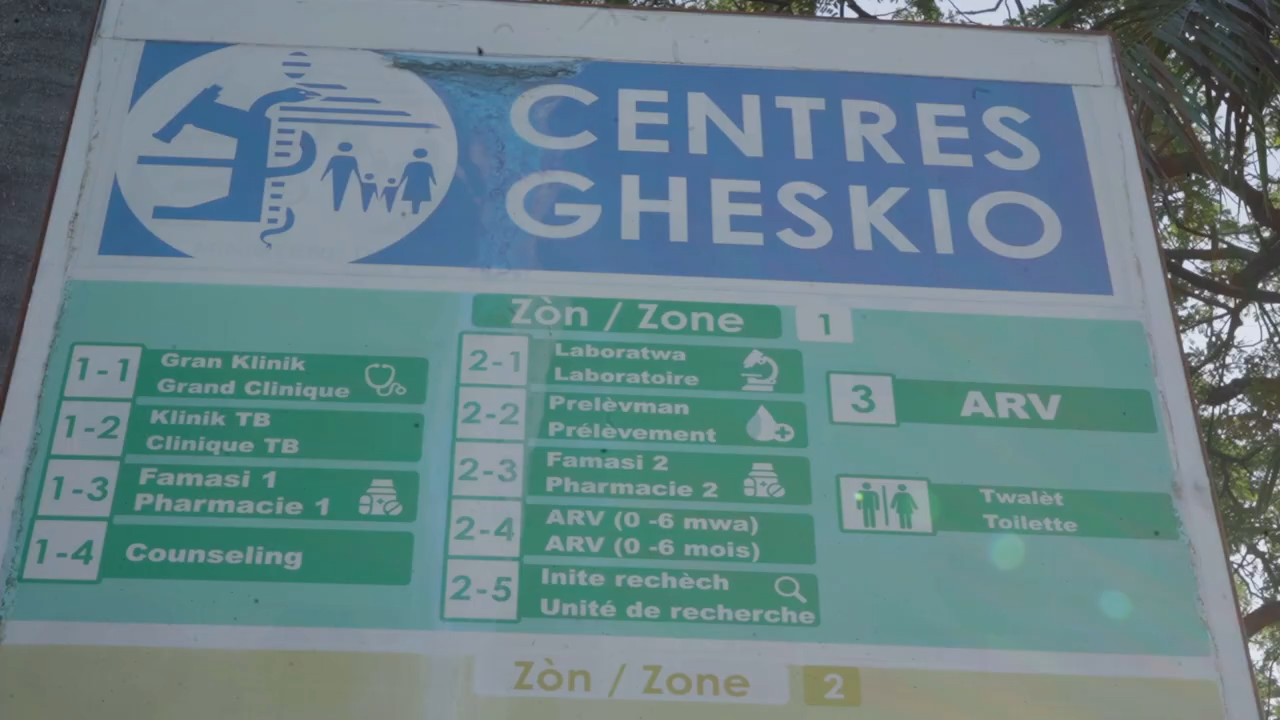 CENTRES
GHESKIO
Zòn / Zone 1
1-1 Gran Klinik
Grand Clinique
1-2 Klinik TB
Clinique TB
1-3 Famasi 1
Pharmacie 1
1-4 Counseling
2-1 Laboratwa
Laboratoire
2-2 Prelèvman
Prélèvement
2-3 Famasi 2
Pharmacie 2
2-4 ARV (0 -6 mwa)
ARV (0 -6 mois)
2-5 Inite rechèch
Unité de recherche
3 ARV
Twalèt
Toilette
Zòn / Zone 2